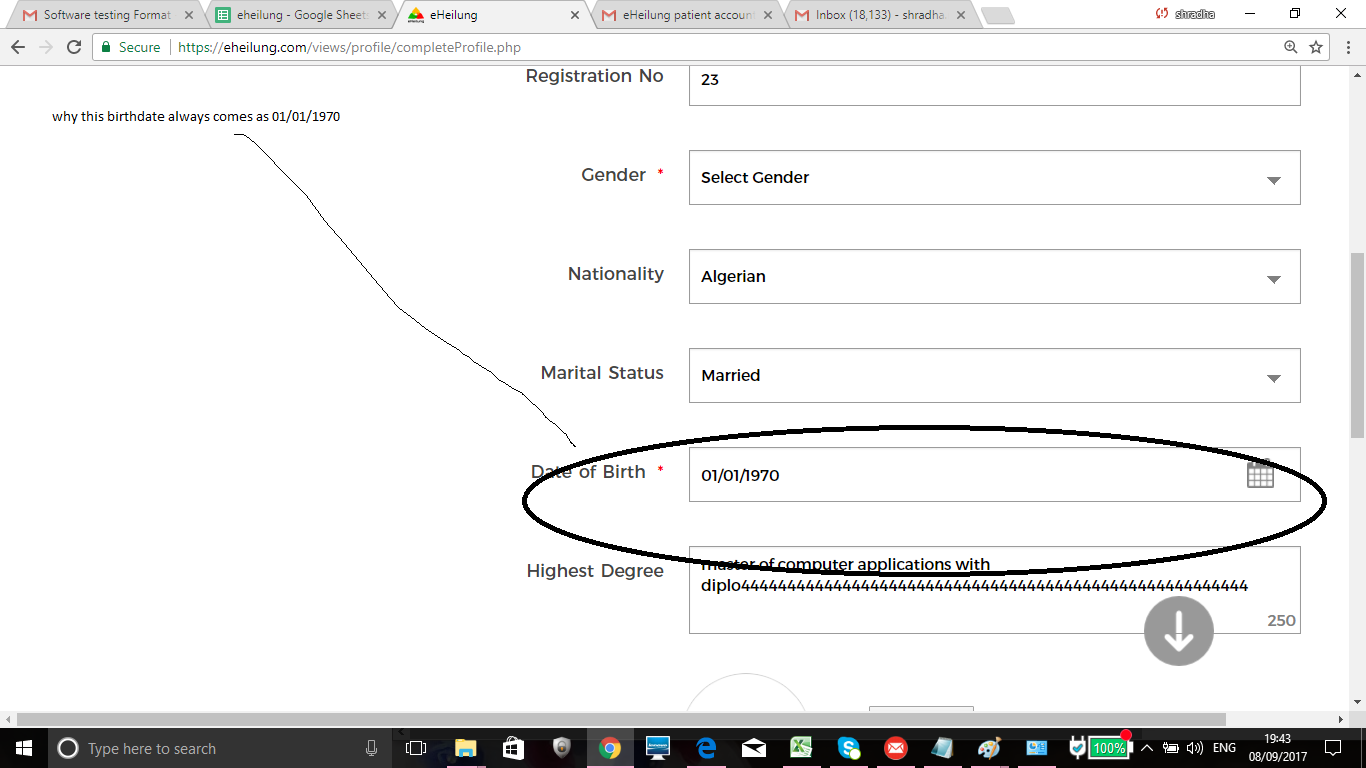 Software testing Format
eheilung - Google Sheets
eHeilung
eHeilung patient accoun
Inbox (18,133) - shradha.
shradha
Secure
https://eheilung.com/views/profile/completeProfile.php
Registration No
23
why this birthdate always comes as 01/01/1970
Gender *
Select Gender
Nationality
Algerian
Marital Status
Married
Date of Birth *
01/01/1970
Highest Degree
master of computer applications with
250
Type here to search
100%
ENG
19:43
08/09/2017